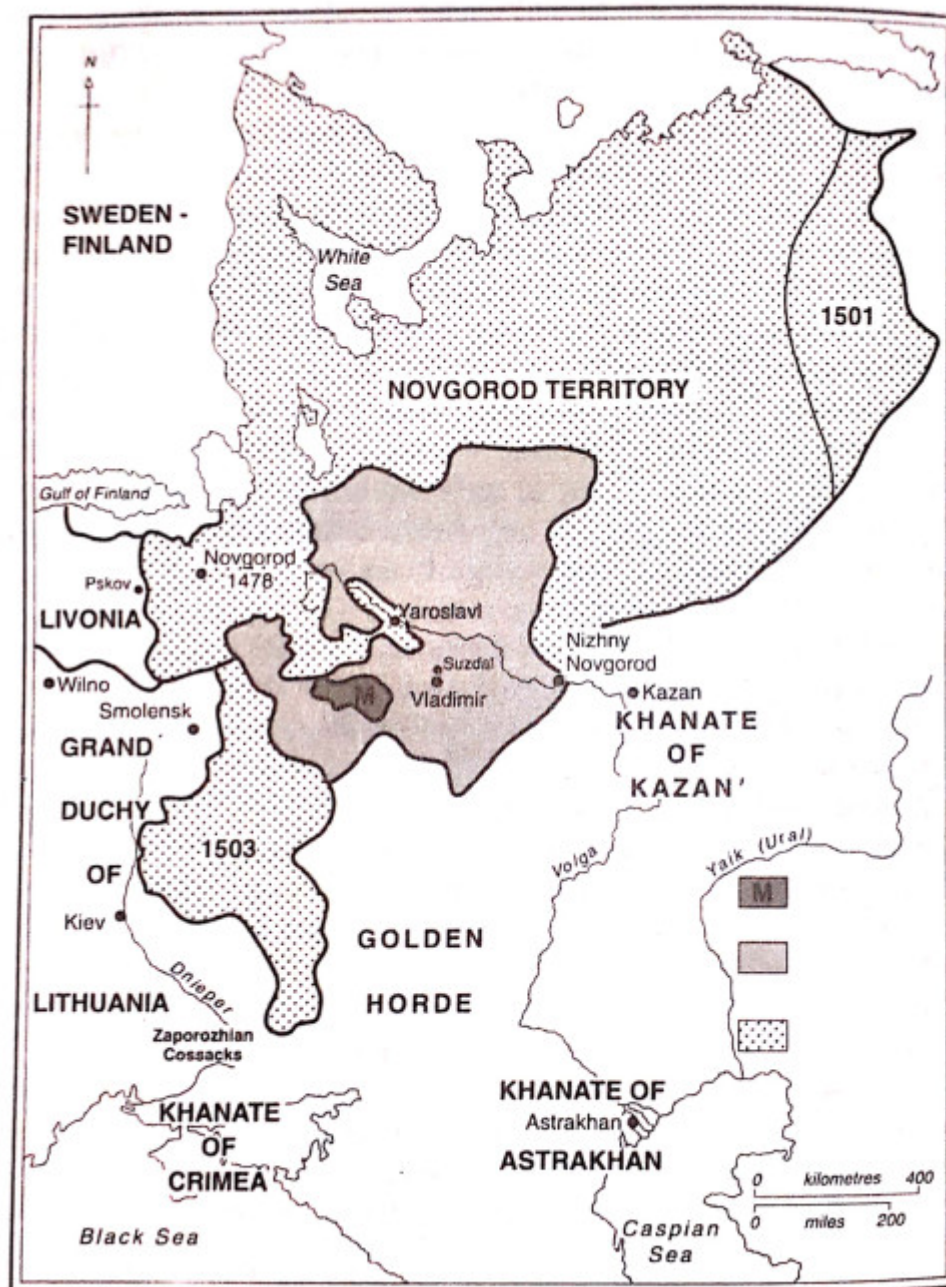 N
SWEDEN -
FINLAND
White
Sea
1501
NOVGOROD TERRITORY
Gulf of Finland
Novgorod
1478
Pskov
LIVONIA
Yaroslavl
Nizhny
Novgorod
Suzdal
Vladimir
Wilno
M
Kazan
Smolensk
KHANATE
OF
KAZAN'
GRAND
DUCHY
OF
LITHUANIA
1503
Volga
Yaik (Ural)
M
Kiev
GOLDEN
HORDE
Dnieper
Zaporozhian
Cossacks
KHANATE OF
Astrakhan
ASTRAKHAN
KHANATE
OF
CRIMEA
0 kilometres 400
0 miles 200
Black Sea
Caspian
Sea